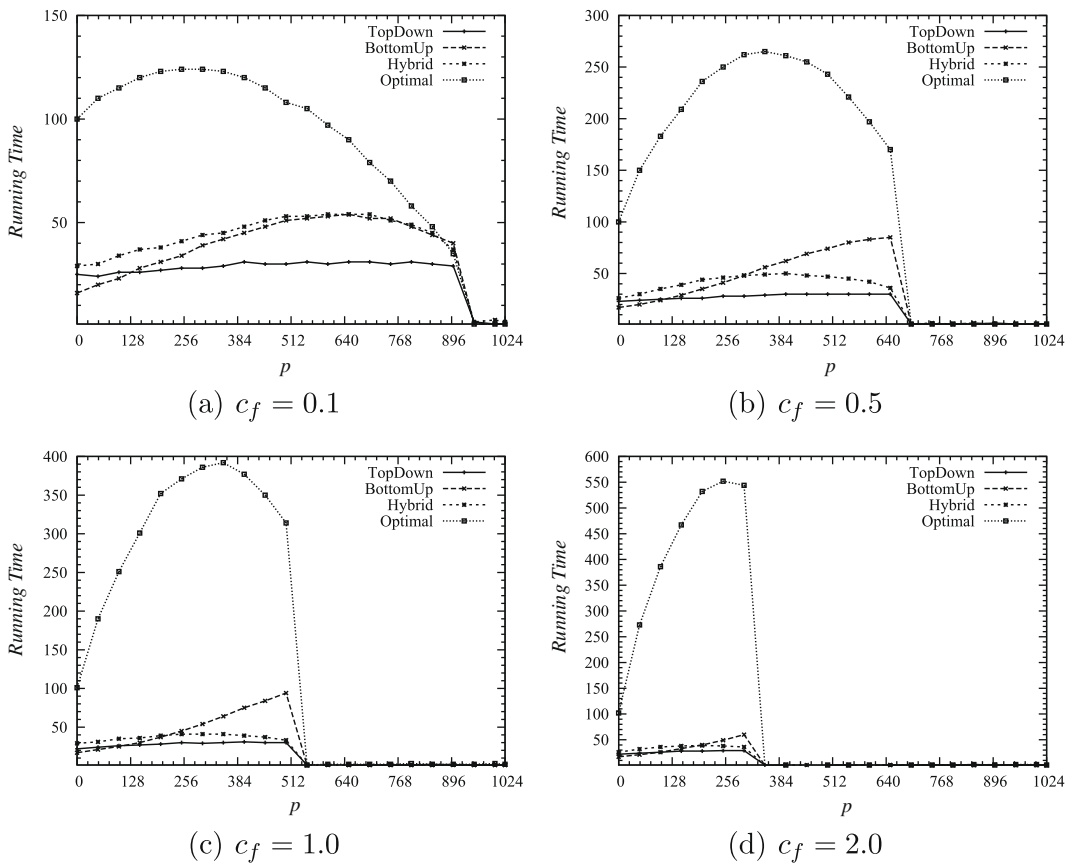 150
100
50
Running Time
TopDown
BottomUp
Hybrid
Optimal
0 128 256 384 512 640 768 896 1024
p
(a) c_f = 0.1
300
250
200
150
100
50
Running Time
TopDown
BottomUp
Hybrid
Optimal
0 128 256 384 512 640 768 896 1024
p
(b) c_f = 0.5
400
350
300
250
200
150
100
50
Running Time
TopDown
BottomUp
Hybrid
Optimal
0 128 256 384 512 640 768 896 1024
p
(c) c_f = 1.0
600
550
500
450
400
350
300
250
200
150
100
50
Running Time
TopDown
BottomUp
Hybrid
Optimal
0 128 256 384 512 640 768 896 1024
p
(d) c_f = 2.0